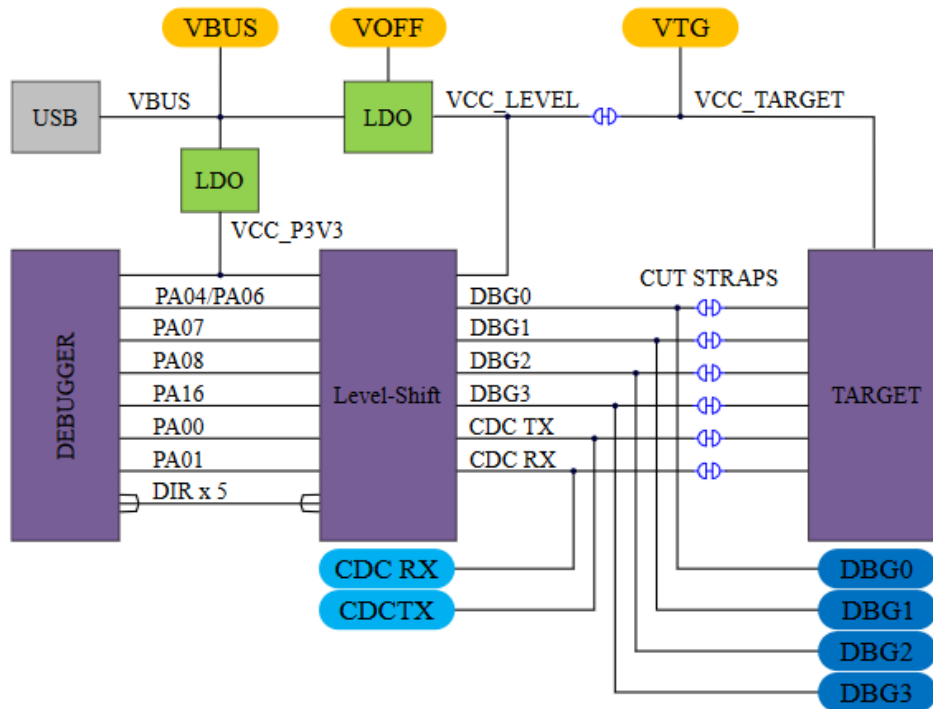 VBUS
VOFF
VTG
USB
VBUS
LDO
VCC_LEVEL
VCC_TARGET
LDO
VCC_P3V3
DEBUGGER
PA04/PA06
PA07
PA08
PA16
PA00
PA01
DIR x 5
Level-Shift
DBG0
DBG1
DBG2
DBG3
CDC TX
CDC RX
CUT STRAPS
TARGET
CDC RX
CDCTX
DBG0
DBG1
DBG2
DBG3